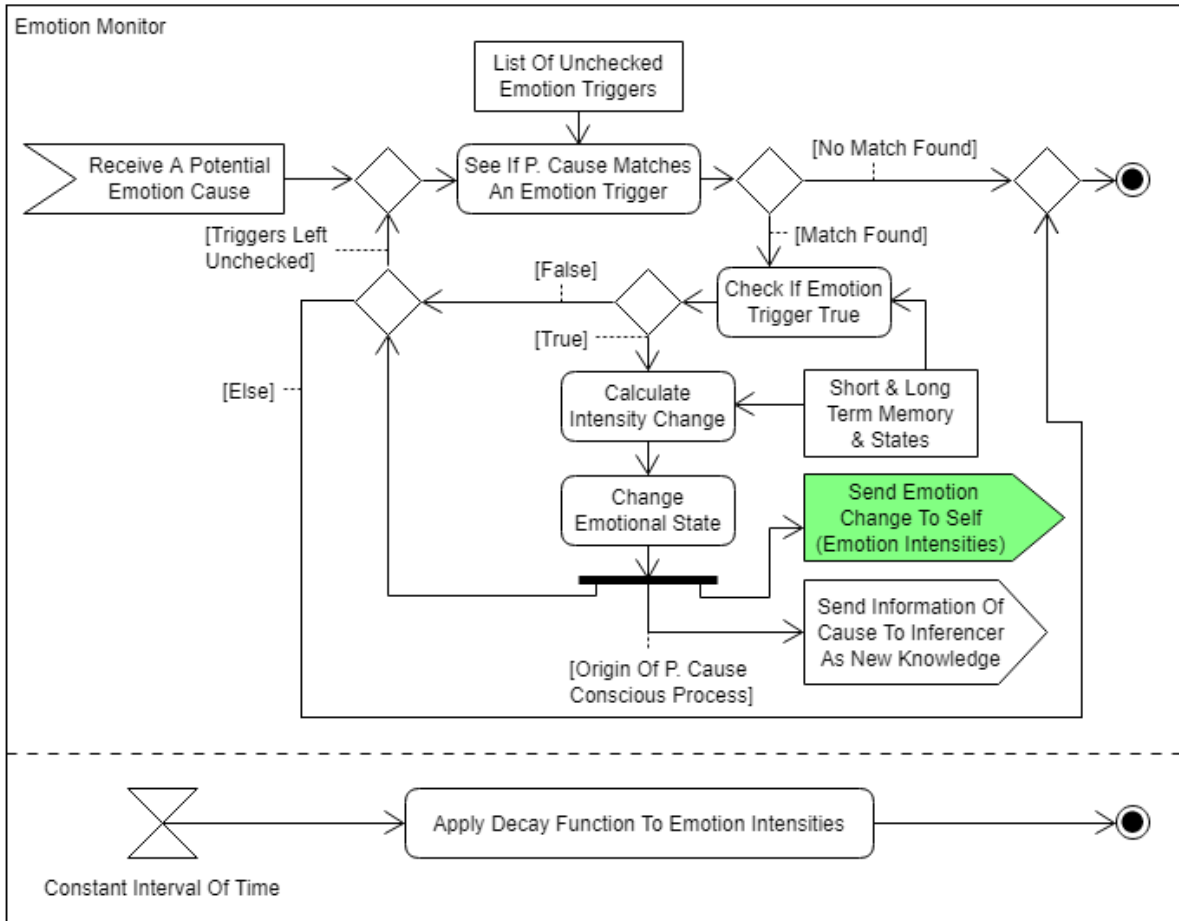 Emotion Monitor
List Of Unchecked
Emotion Triggers
Receive A Potential
Emotion Cause
See If P. Cause Matches
An Emotion Trigger
[No Match Found]
[Triggers Left
Unchecked]
[Match Found]
[False]
Check If Emotion
Trigger True
[True]
[Else]
Calculate
Intensity Change
Short & Long
Term Memory
& States
Change
Emotional State
Send Emotion
Change To Self
(Emotion Intensities)
Send Information Of
Cause To Inferencer
As New Knowledge
[Origin Of P. Cause
Conscious Process]
Apply Decay Function To Emotion Intensities
Constant Interval Of Time